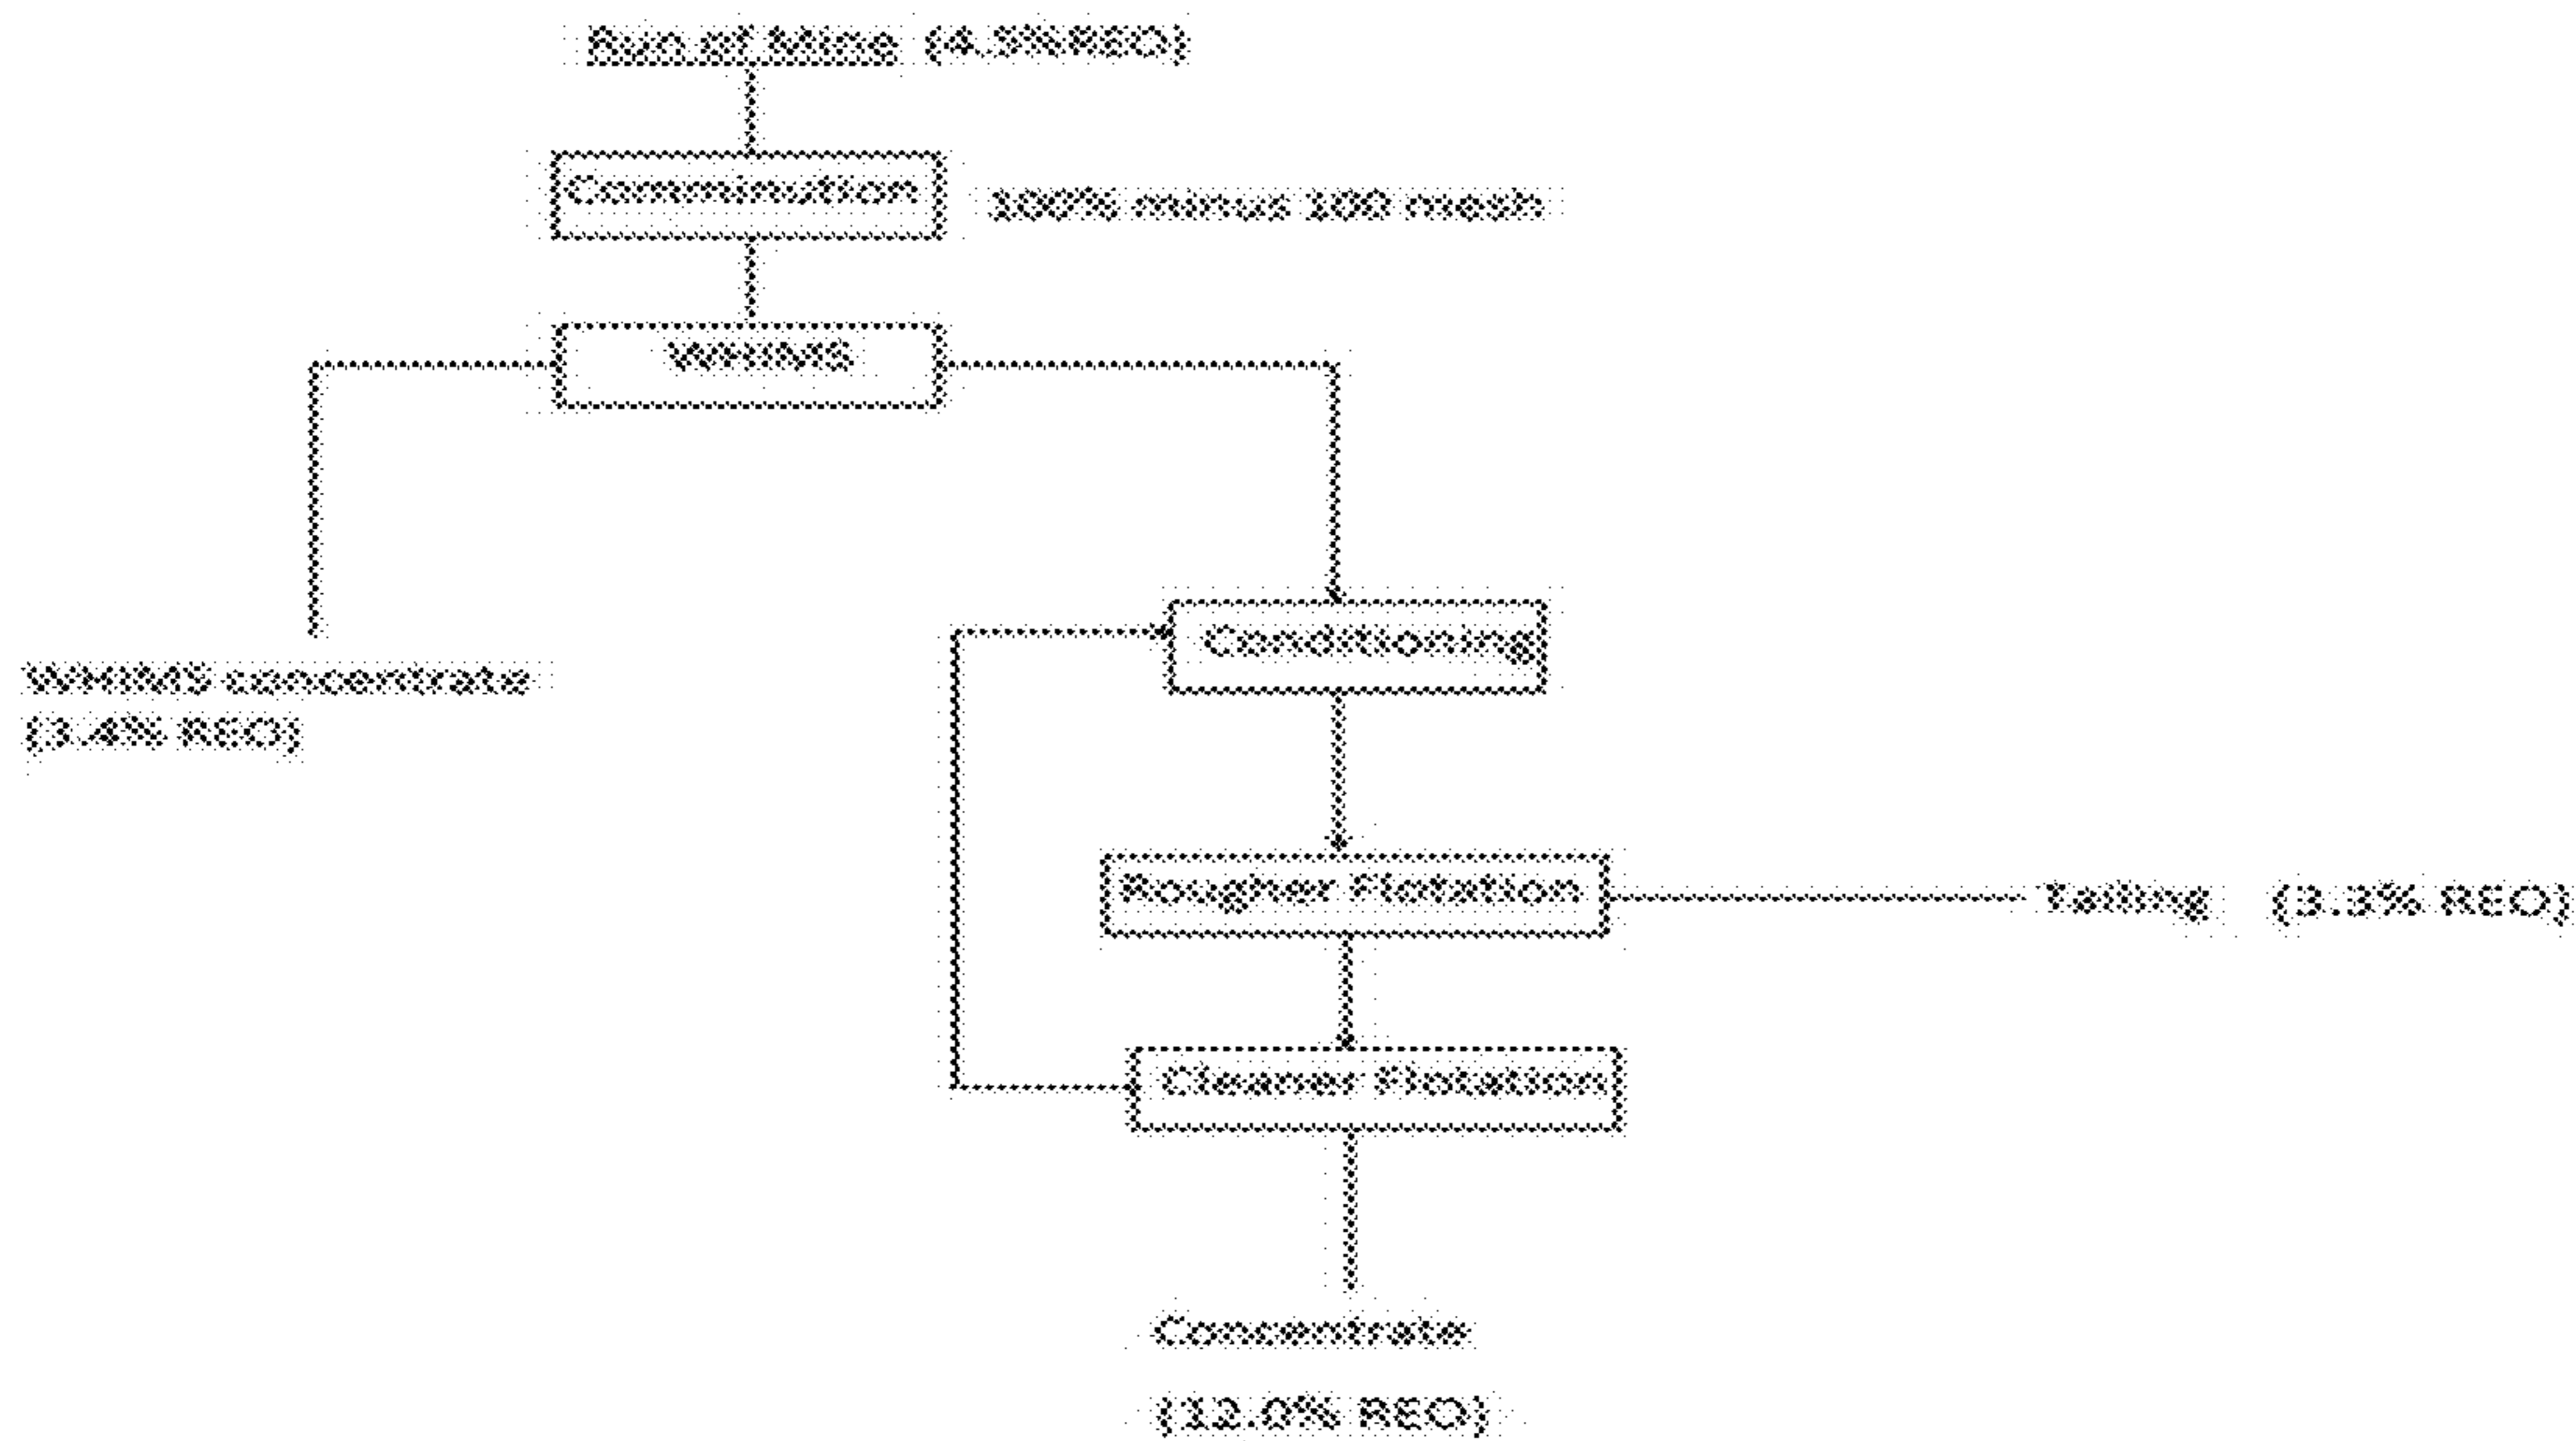 Run of Mine (4.5%REO)
Comminution
100% minus 100 mesh
WHIMS
Conditioning
WHIMS concentrate
(3.4% REO)
Rougher Flotation
Tailing (3.3% REO)
Cleaner Flotation
Concentrate
(12.0% REO)